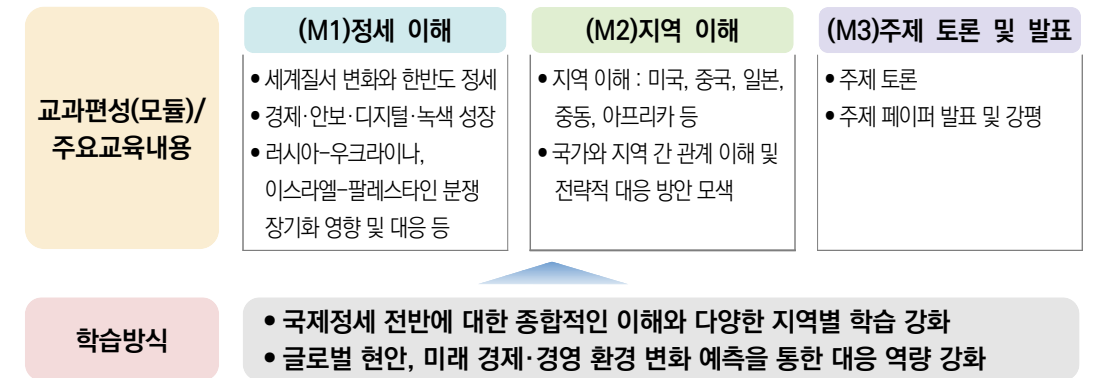 교과편성(모듈)/
주요교육내용
(M1)정세 이해
• 세계질서 변화와 한반도 정세
• 경제·안보·디지털·녹색 성장
• 러시아-우크라이나,
이스라엘-팔레스타인 분쟁
장기화 영향 및 대응 등
(M2)지역 이해
• 지역 이해 : 미국, 중국, 일본,
중동, 아프리카 등
• 국가와 지역 간 관계 이해 및
전략적 대응 방안 모색
(M3)주제 토론 및 발표
• 주제 토론
• 주제 페이퍼 발표 및 강평
학습방식
• 국제정세 전반에 대한 종합적인 이해와 다양한 지역별 학습 강화
• 글로벌 현안, 미래 경제·경영 환경 변화 예측을 통한 대응 역량 강화